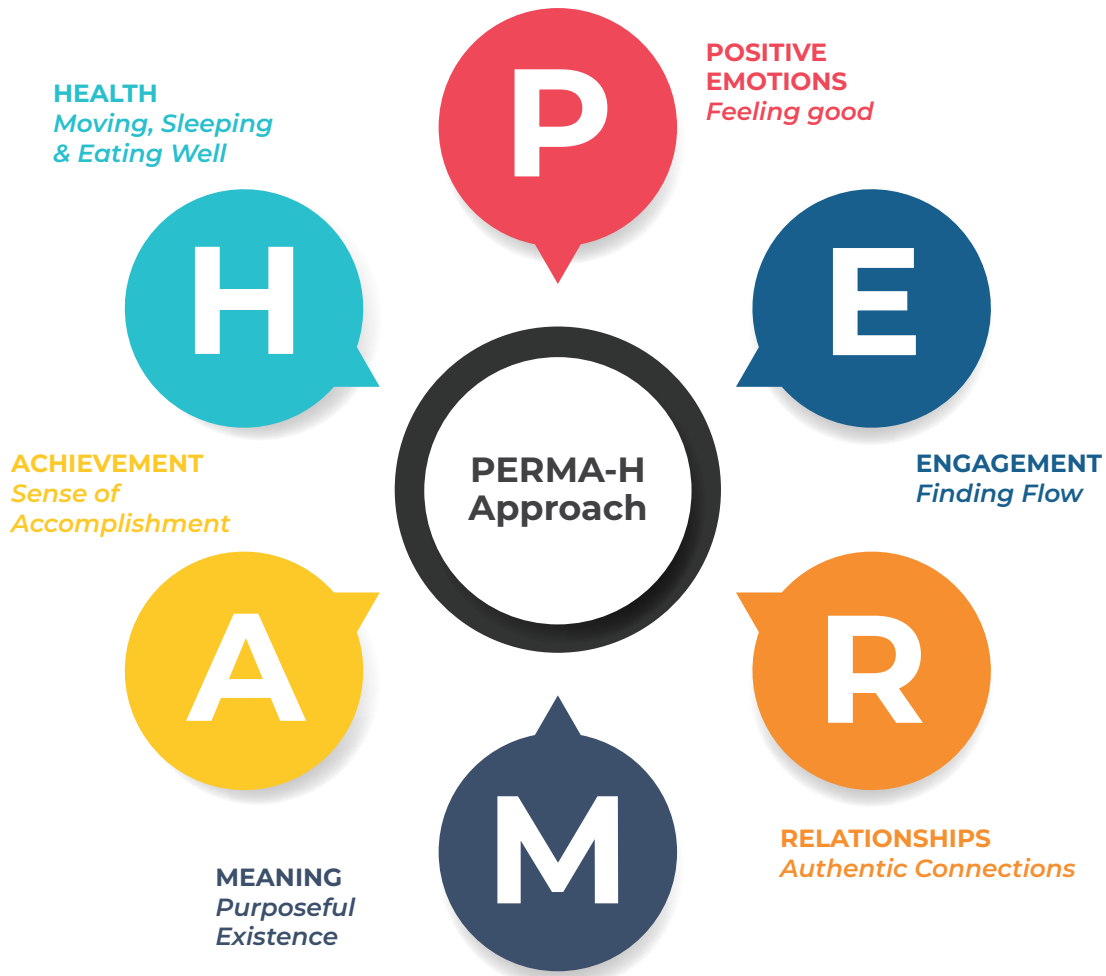 P
POSITIVE
EMOTIONS
Feeling good
E
ENGAGEMENT
Finding Flow
R
RELATIONSHIPS
Authentic Connections
M
MEANING
Purposeful
Existence
A
ACHIEVEMENT
Sense of
Accomplishment
H
HEALTH
Moving, Sleeping
& Eating Well
PERMA-H
Approach